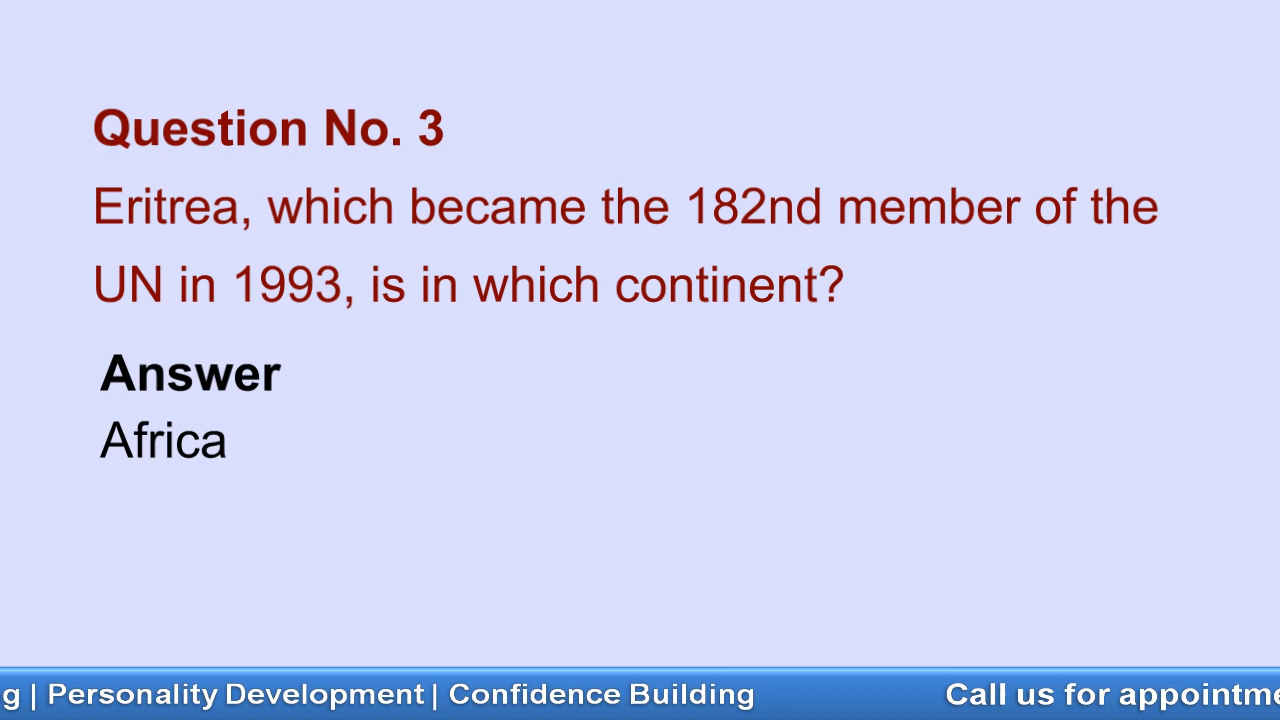 Question No. 3
Eritrea, which became the 182nd member of the
UN in 1993, is in which continent?
Answer
Africa
g | Personality Development | Confidence Building Call us for appointme